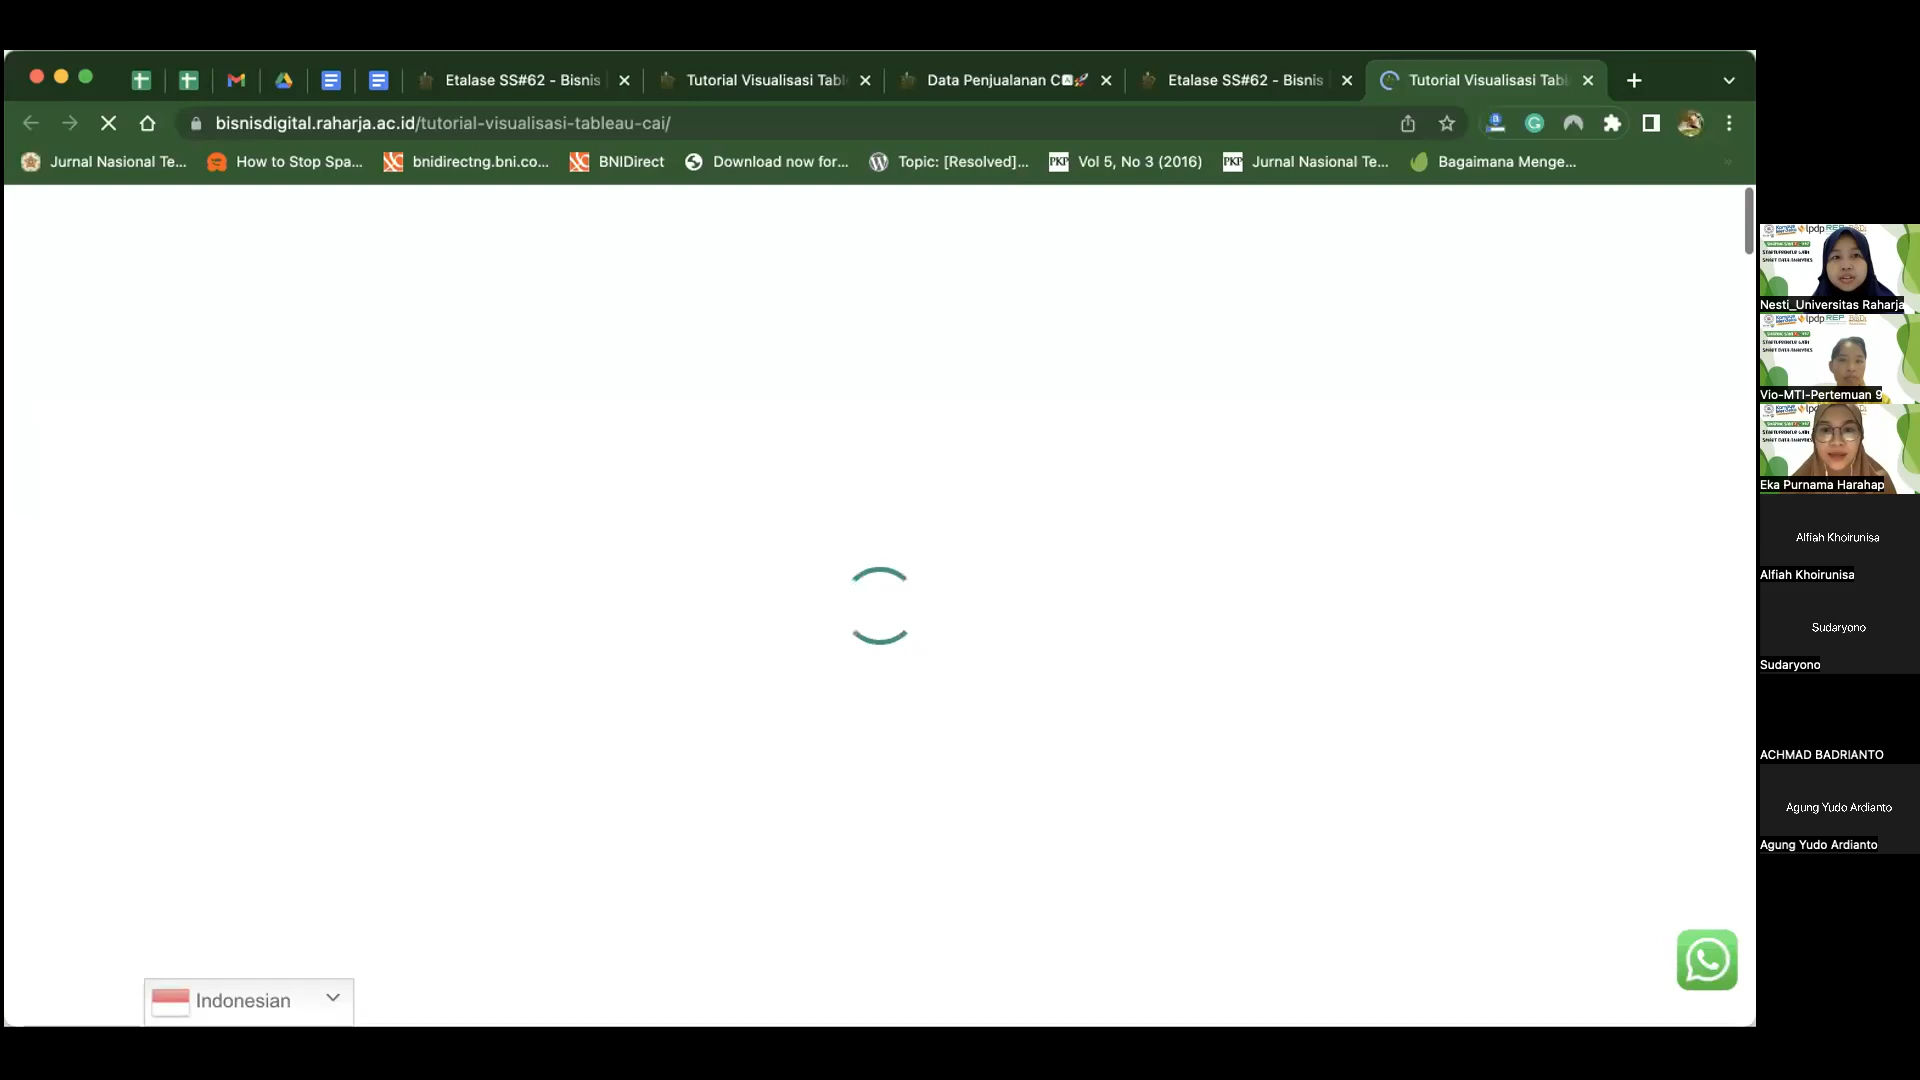 Etalase SS#62 - Bisnis
Tutorial Visualisasi Tabl
Data Penjualanan C🅰🚀
Etalase SS#62 - Bisnis
Tutorial Visualisasi Tabl
bisnisdigital.raharja.ac.id/tutorial-visualisasi-tableau-cai/
Jurnal Nasional Te...
How to Stop Spa...
bnidirectng.bni.co...
BNIDirect
Download now for...
Topic: [Resolved]...
PKP Vol 5, No 3 (2016)
PKP Jurnal Nasional Te...
Bagaimana Menge...
Nesti_Universitas Raharja
Vio-MTI-Pertemuan 9
Eka Purnama Harahap
Alfiah Khoirunisa
Alfiah Khoirunisa
Sudaryono
Sudaryono
ACHMAD BADRIANTO
Agung Yudo Ardianto
Agung Yudo Ardianto
Indonesian